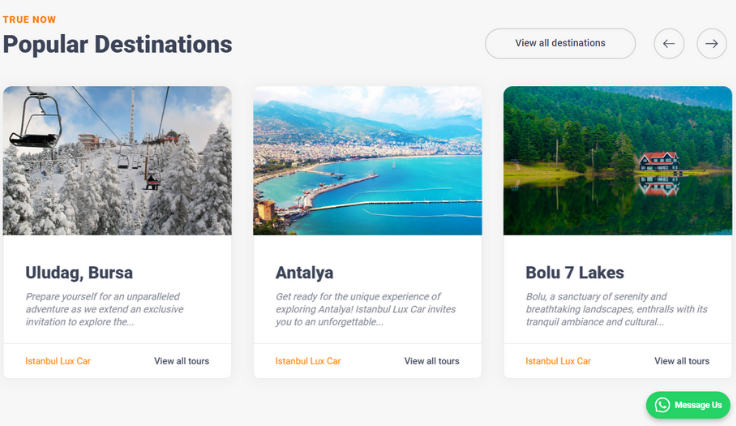 TRUE NOW
Popular Destinations
View all destinations
Uludag, Bursa
Prepare yourself for an unparalleled
adventure as we extend an exclusive
invitation to explore the...
Istanbul Lux Car
View all tours
Antalya
Get ready for the unique experience of
exploring Antalya! Istanbul Lux Car invites
you to an unforgettable...
Istanbul Lux Car
View all tours
Bolu 7 Lakes
Bolu, a sanctuary of serenity and
breathtaking landscapes, enthralls with its
tranquil ambiance and cultural...
Istanbul Lux Car
View all tours
Message Us